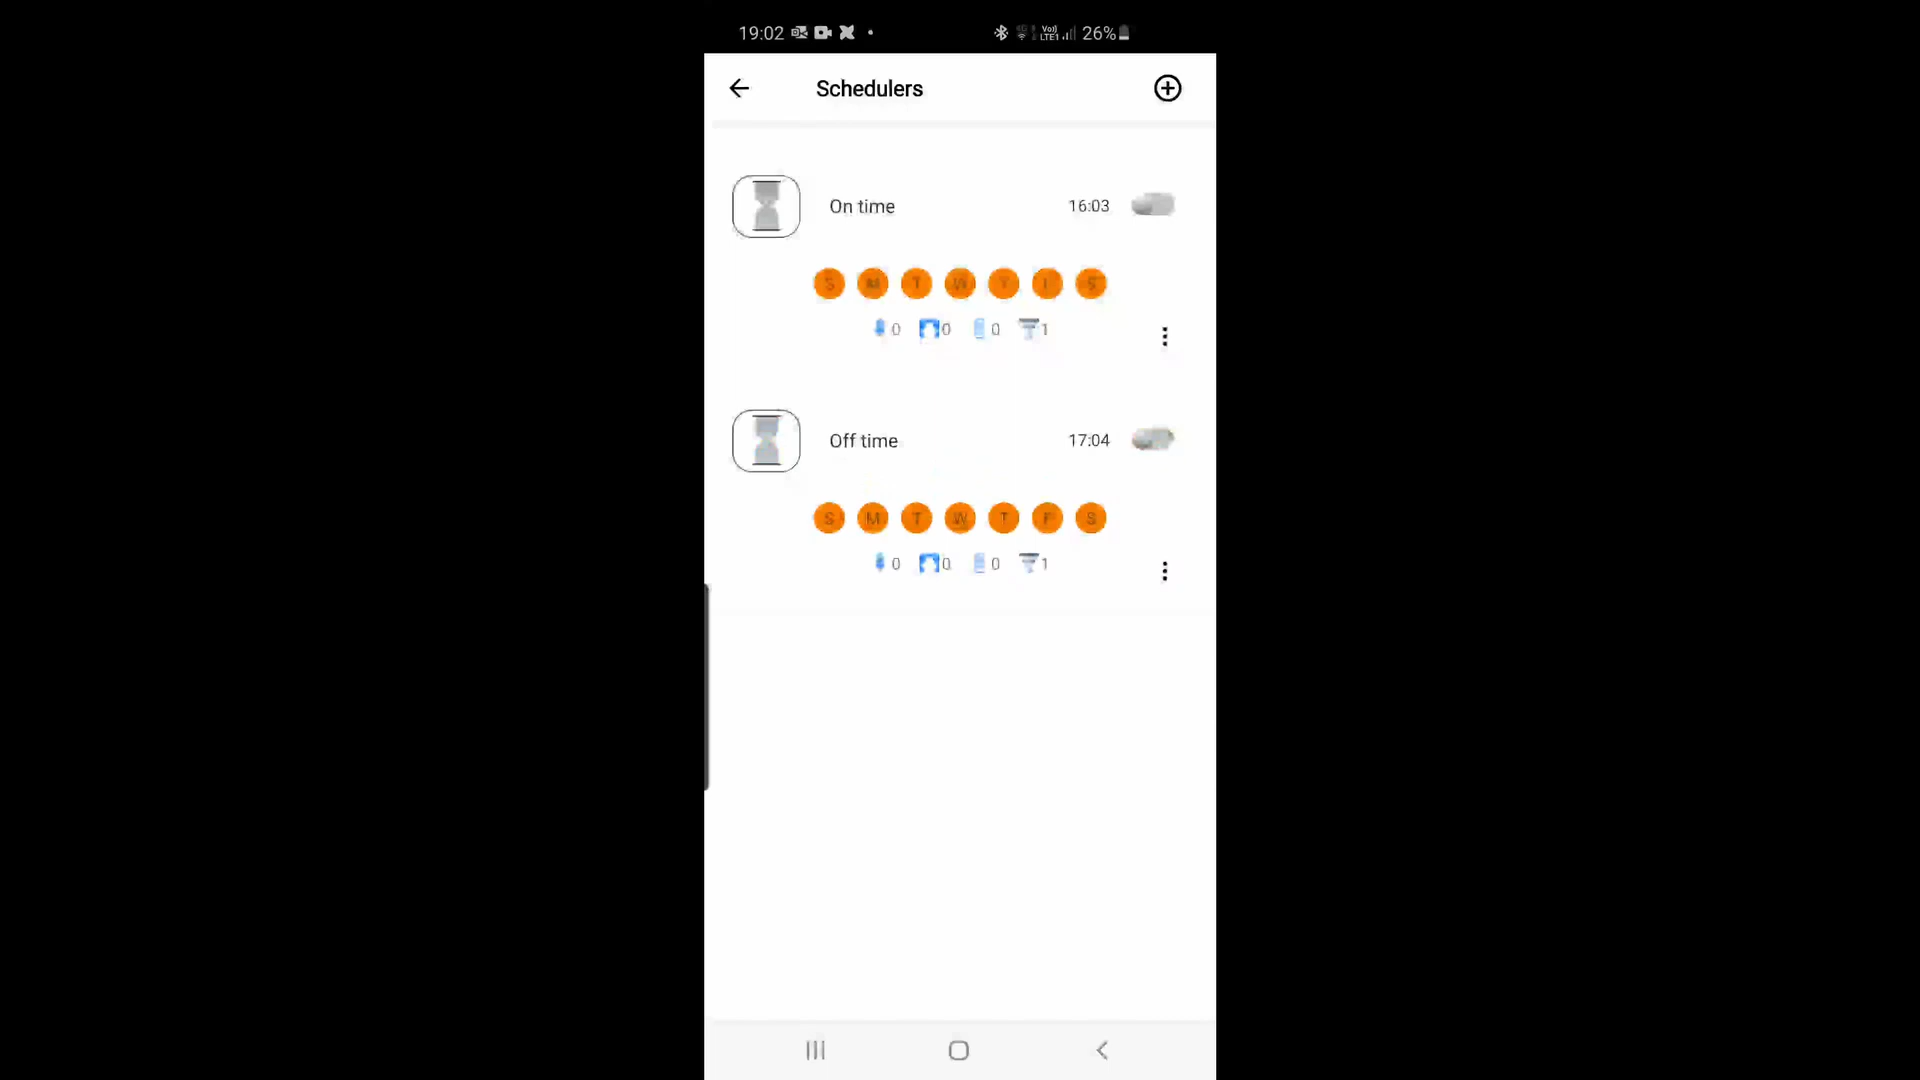 19:02 26%
Schedulers
On time 16:03
S M T W T S
0 0 0 1
Off time 17:04
S M T W T F S
0 0 0 1